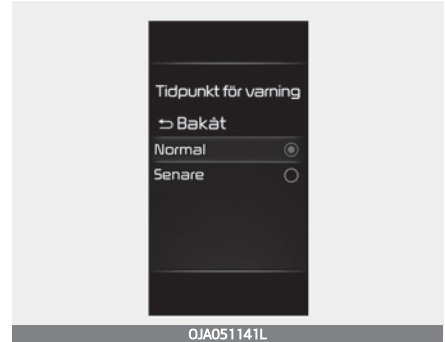 Tidpunkt för varning
Bakåt
Normal
Senare
OJA051141L